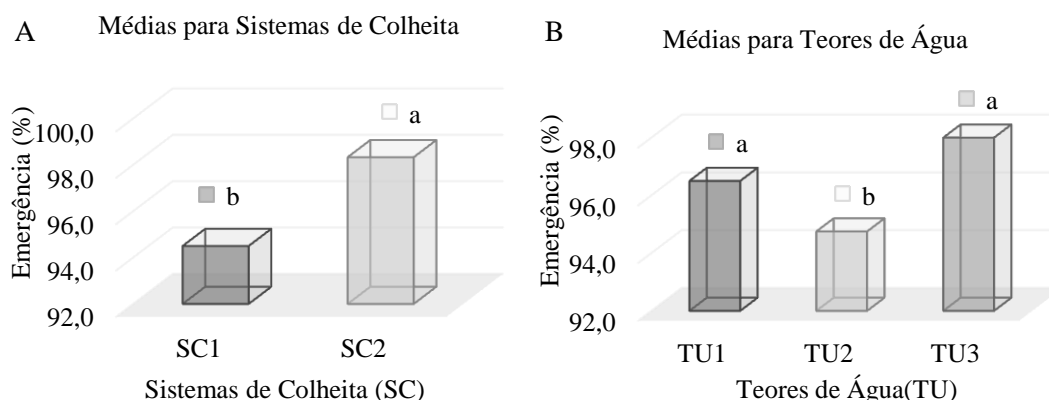 A
Médias para Sistemas de Colheita
Emergência (%)
100,0
98,0
96,0
94,0
92,0
b
a
SC1
SC2
Sistemas de Colheita (SC)
B
Médias para Teores de Água
Emergência (%)
98,0
96,0
94,0
92,0
a
b
a
TU1
TU2
TU3
Teores de Água(TU)